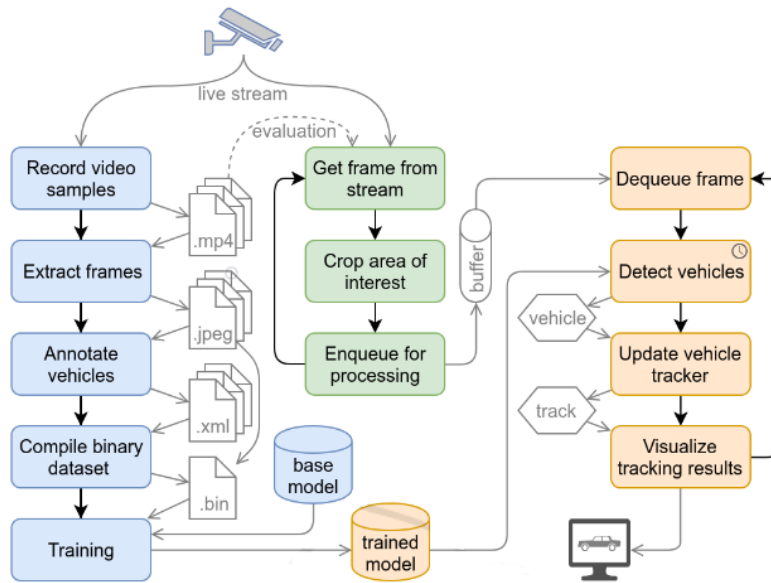 live stream
evaluation
Record video
samples
.mp4
Extract frames
.jpeg
Annotate
vehicles
.xml
Compile binary
dataset
.bin
Training
base
model
trained
model
Get frame from
stream
Crop area of
interest
Enqueue for
processing
buffer
Dequeue frame
Detect vehicles
vehicle
Update vehicle
tracker
track
Visualize
tracking results